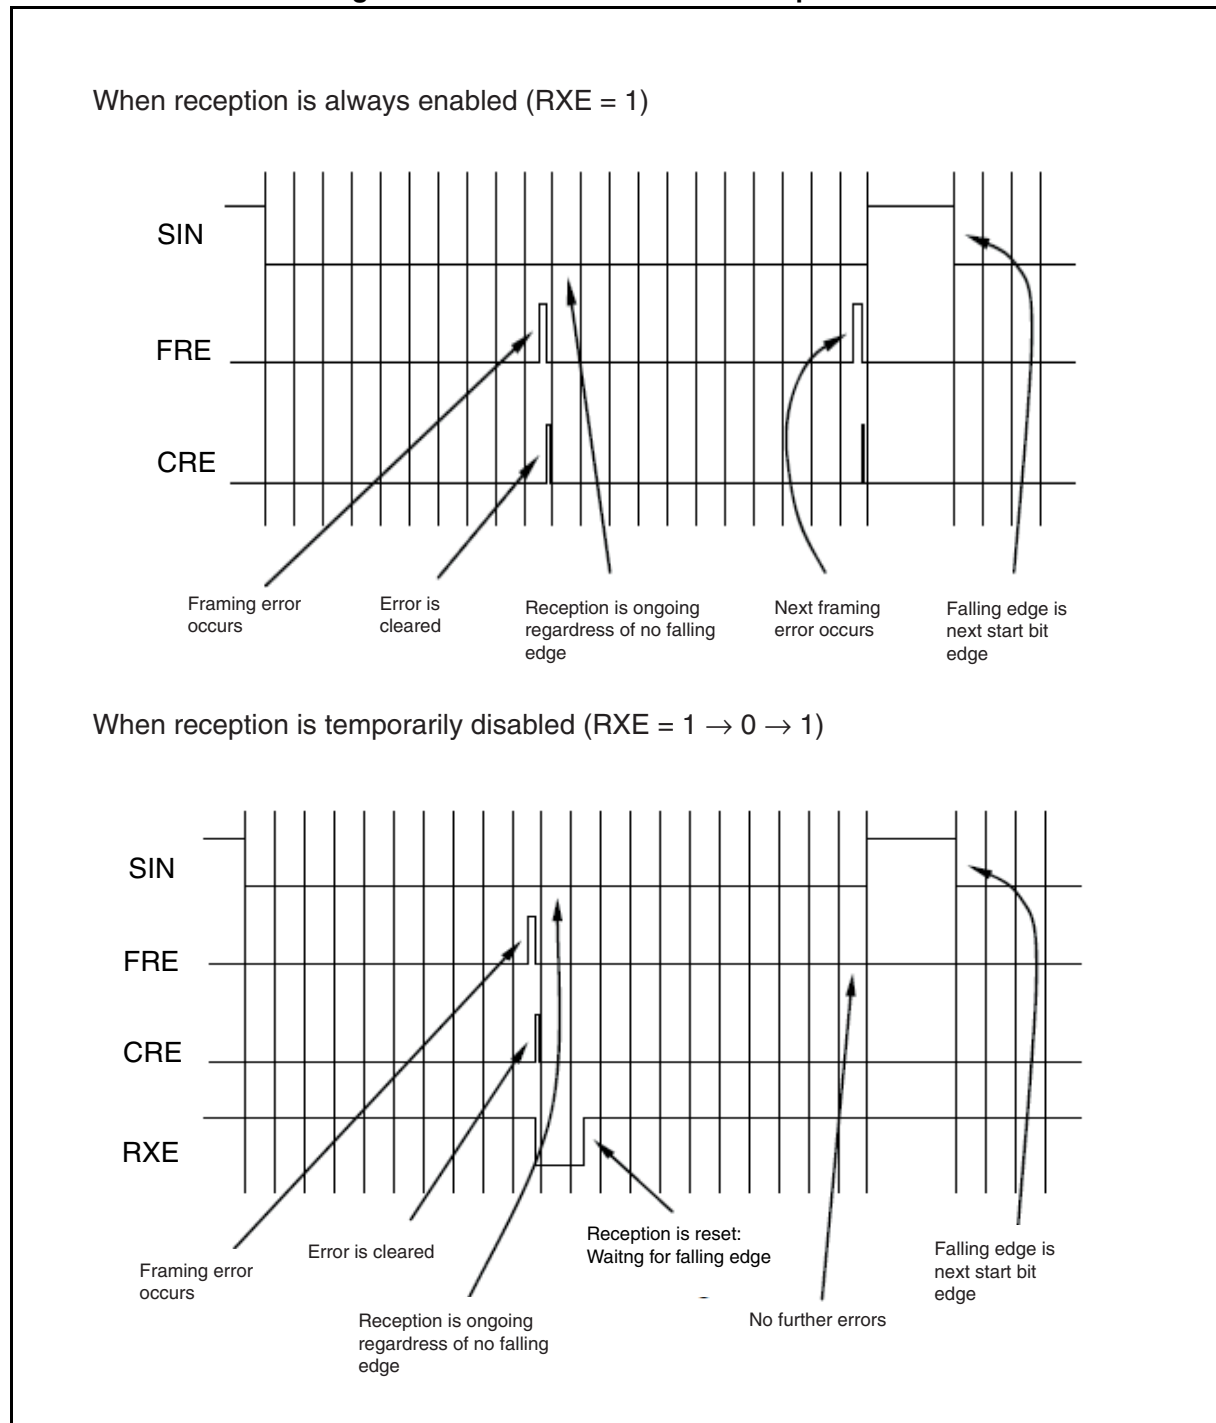 When reception is always enabled (RXE = 1)
SIN
FRE
CRE
Framing error
occurs
Error is
cleared
Reception is ongoing
regardress of no falling
edge
Next framing
error occurs
Falling edge is
next start bit
edge
When reception is temporarily disabled (RXE = 1 → 0 → 1)
SIN
FRE
CRE
RXE
Framing error
occurs
Error is cleared
Reception is ongoing
regardress of no falling
edge
Reception is reset:
Waitng for falling edge
No further errors
Falling edge is
next start bit
edge